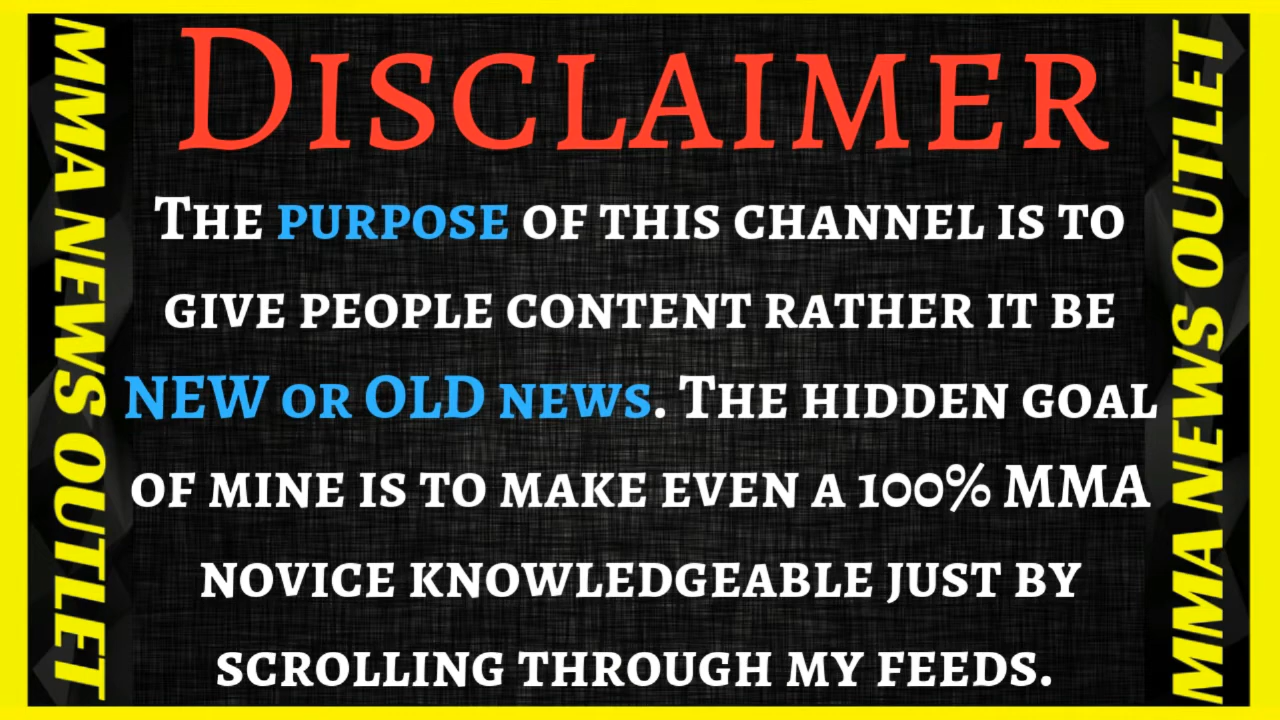 DISCLAIMER
THE PURPOSE OF THIS CHANNEL IS TO
GIVE PEOPLE CONTENT RATHER IT BE
NEW OR OLD NEWS. THE HIDDEN GOAL
OF MINE IS TO MAKE EVEN A 100% MMA
NOVICE KNOWLEDGEABLE JUST BY
SCROLLING THROUGH MY FEEDS.
MMA NEWS OUTLET
MMA NEWS OUTLET